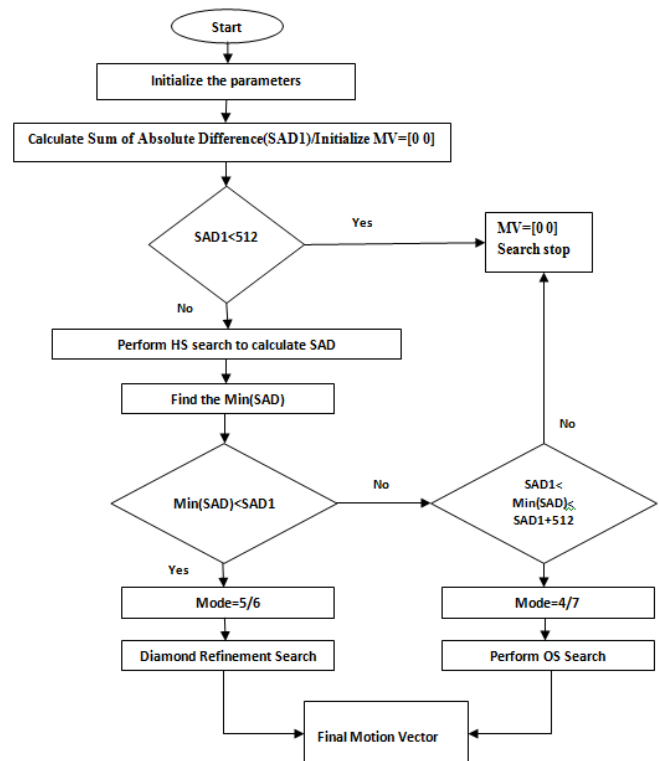 Start
Initialize the parameters
Calculate Sum of Absolute Difference(SAD1)/Initialize MV=[0 0]
SAD1<512
Yes
MV=[0 0]
Search stop
No
Perform HS search to calculate SAD
Find the Min(SAD)
No
Min(SAD)<SAD1
No
SAD1<
Min(SAD)<
SAD1+512
Yes
Mode=5/6
Mode=4/7
Diamond Refinement Search
Perform OS Search
Final Motion Vector